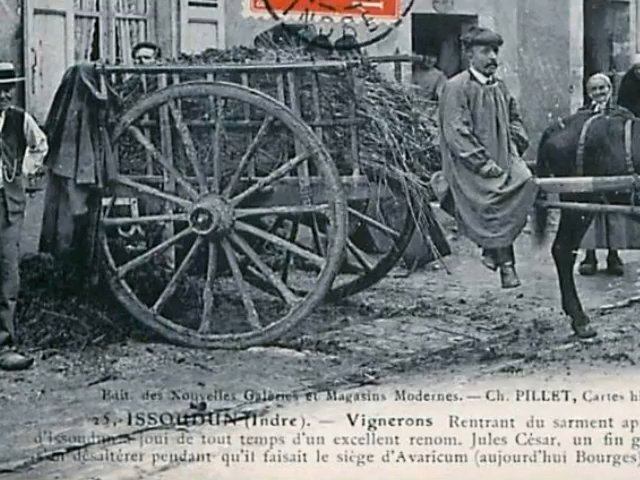 Edit. des Nouvelles Galeries et Magasins Modernes. — Ch. PILLET, Cartes hi
25. - ISSOUDUN (Indre). — Vignerons Rentrant du sarment ap
d'Issoudun a joui de tout temps d'un excellent renom. Jules César, un fin g
désaltérer pendant qu'il faisait le siège d'Avaricum (aujourd'hui Bourges)